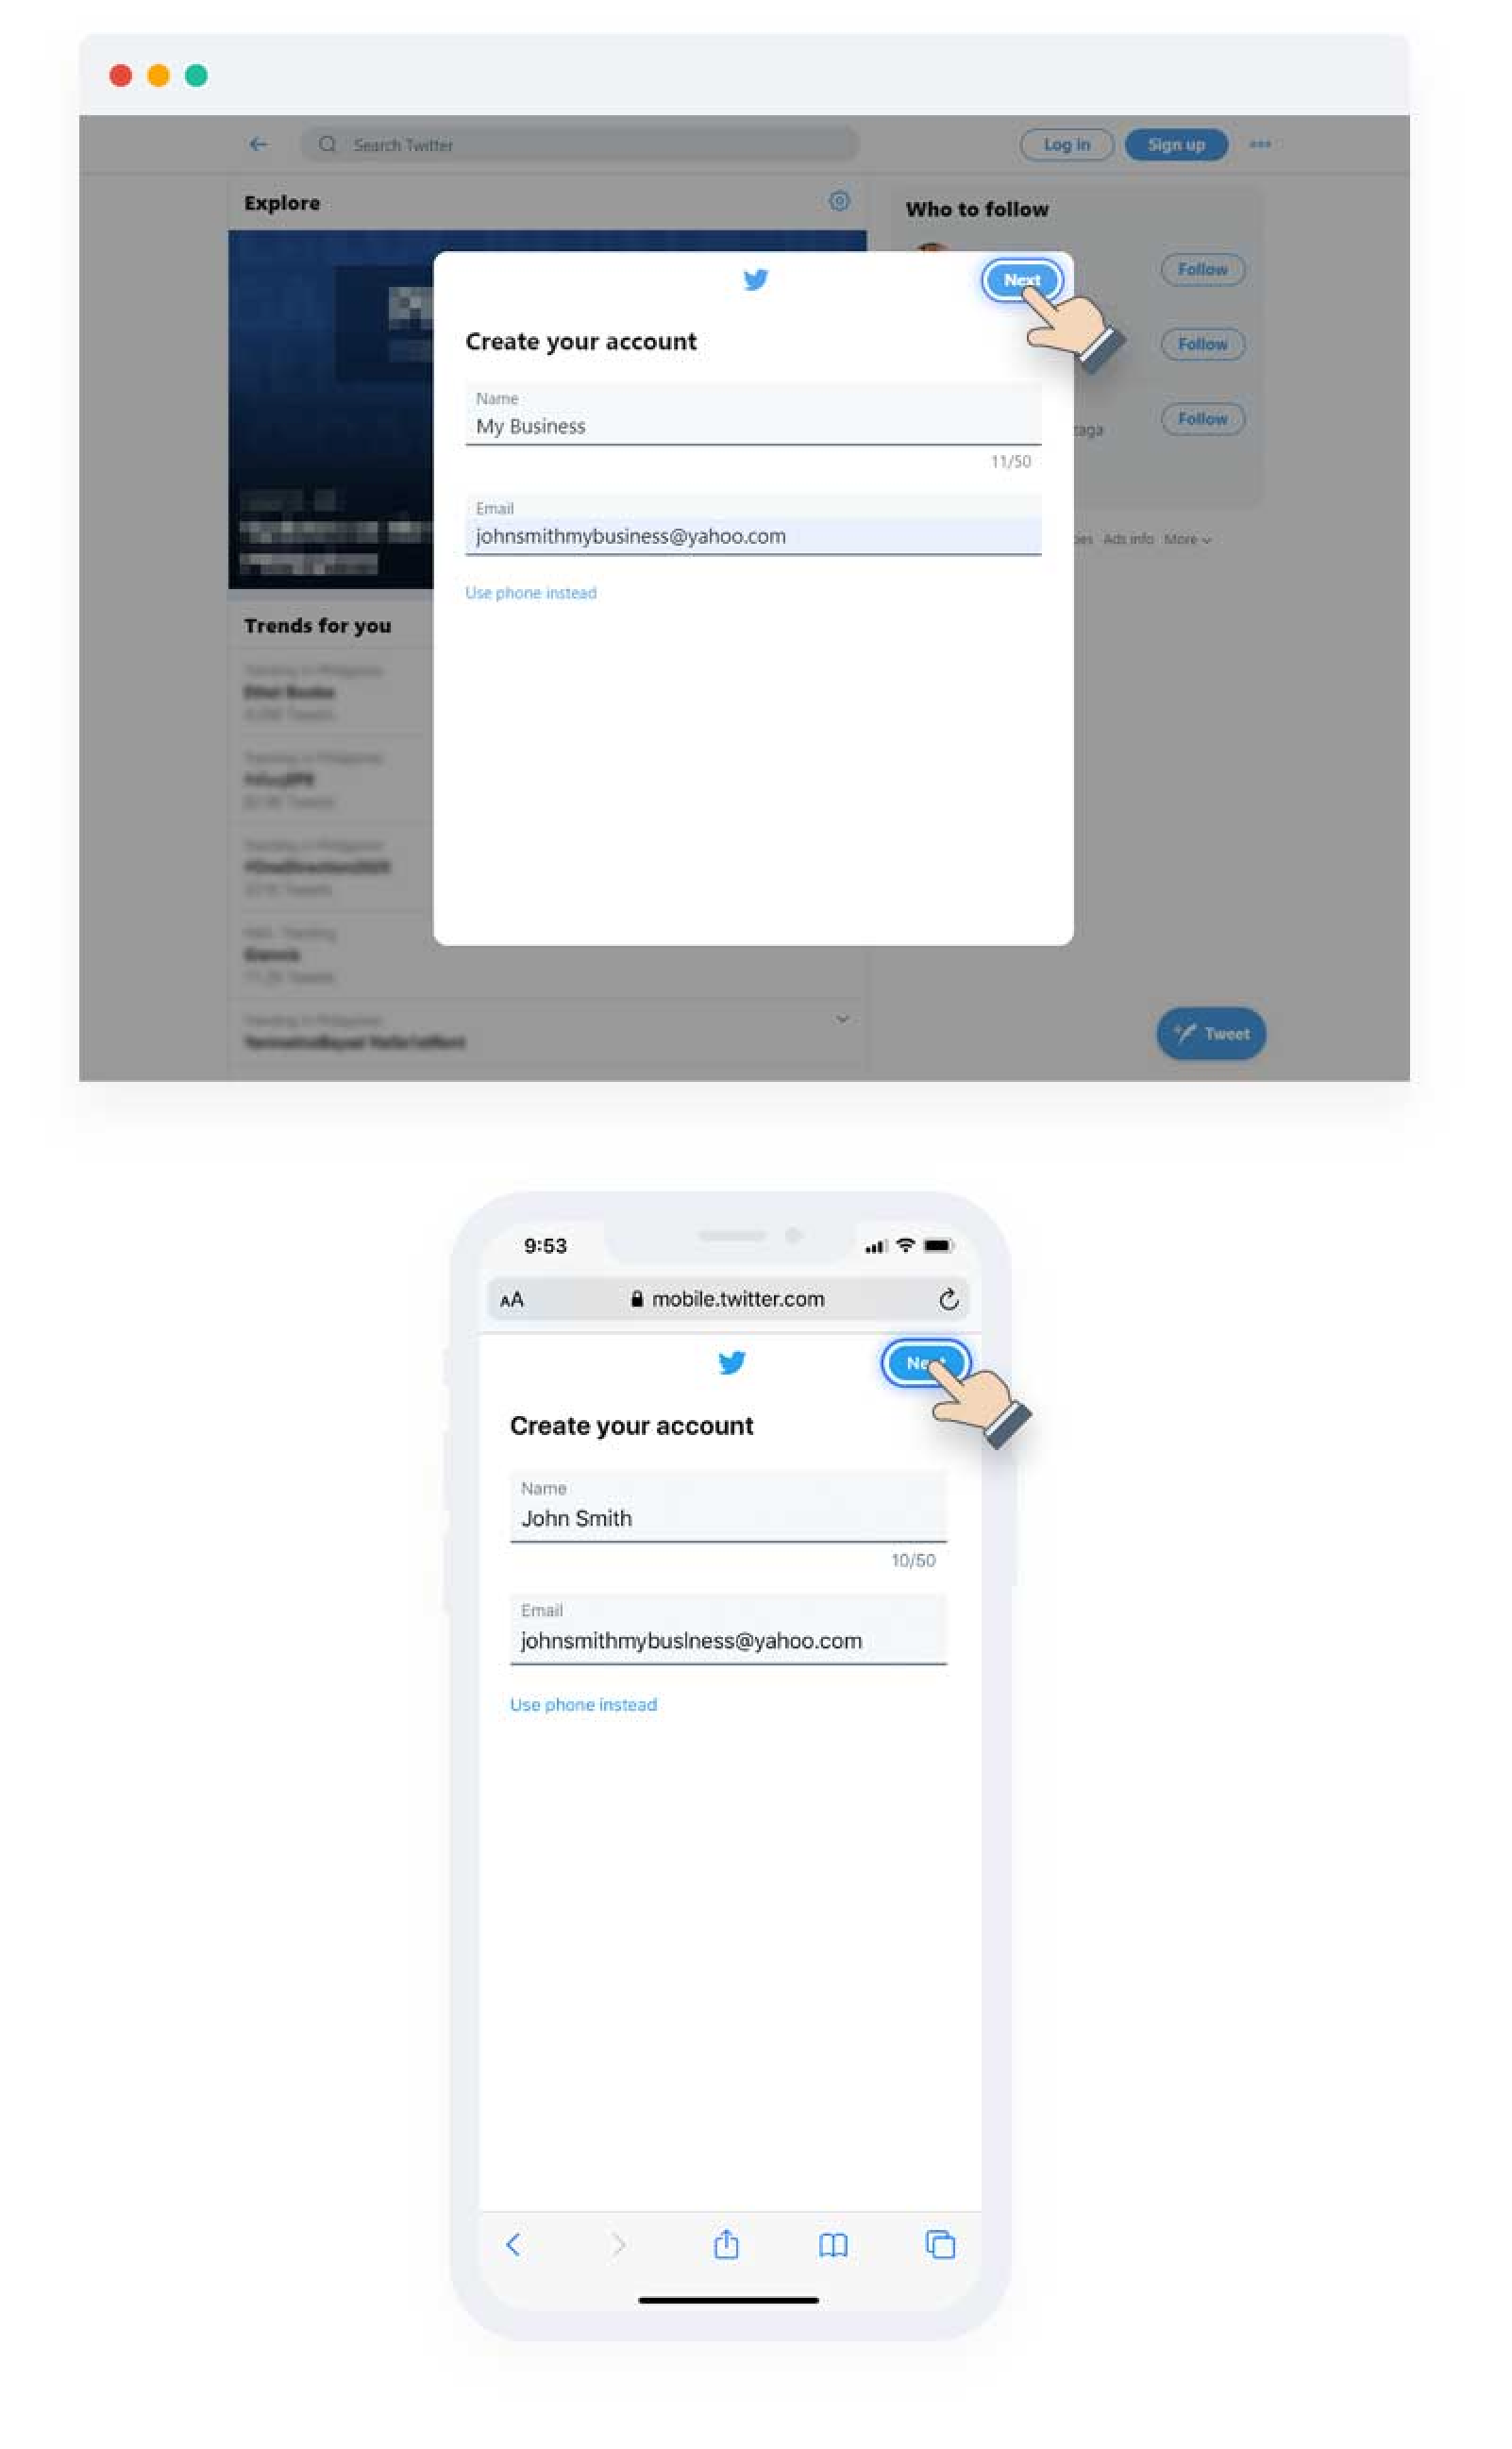 Search Twitter
Log in
Sign up
Explore
Who to follow
Next
Follow
Create your account
Follow
Name
My Business
Follow
11/50
Email
johnsmithmybusiness@yahoo.com
Ads info More
Use phone instead
Trends for you
Tweet
9:53
AA
mobile.twitter.com
Create your account
Name
John Smith
10/50
Email
johnsmithmybuslness@yahoo.com
Use phone instead